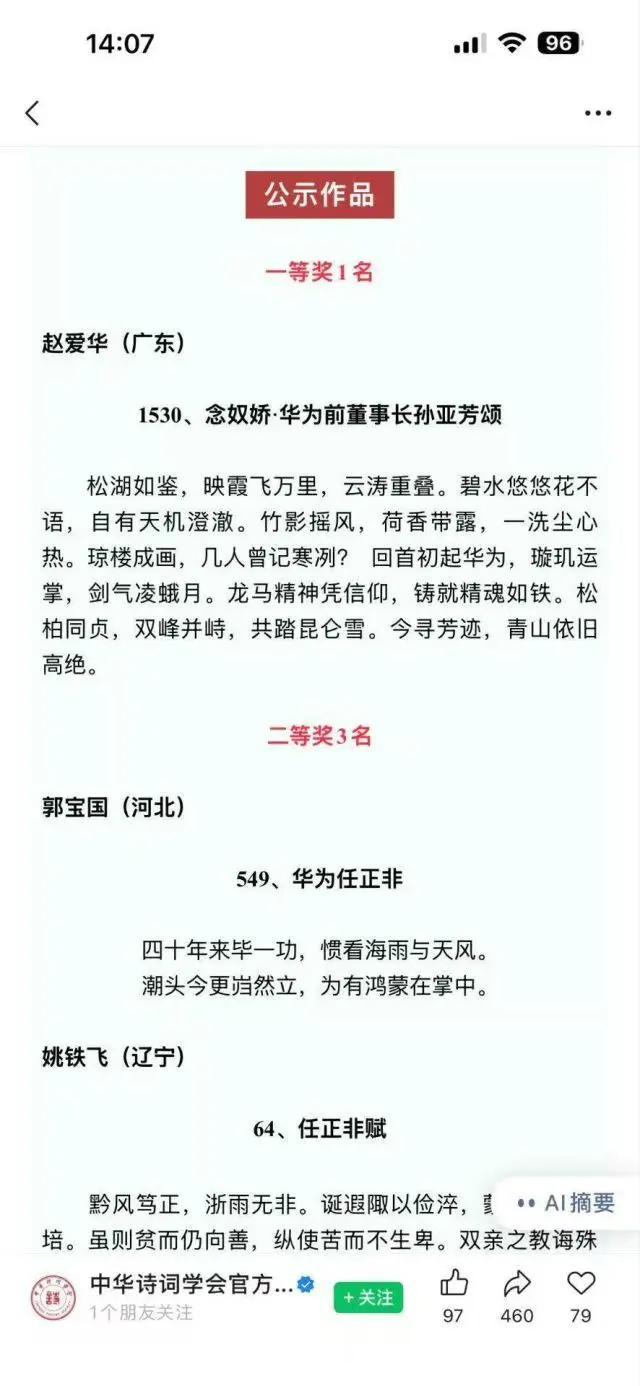 14:07
96
公示作品
一等奖1名
赵爱华（广东）
1530、念奴娇·华为前董事长孙亚芳颂
松湖如鉴，映霞飞万里，云涛重叠。碧水悠悠花不
语，自有天机澄澈。竹影摇风，荷香带露，一洗尘心
热。琼楼成画，几人曾记寒冽？ 回首初起华为，璇玑运
掌，剑气凌蛾月。龙马精神凭信仰，铸就精魂如铁。松
柏同贞，双峰并峙，共踏昆仑雪。今寻芳迹，青山依旧
高绝。
二等奖3名
郭宝国（河北）
549、华为任正非
四十年来毕一功，惯看海雨与天风。
潮头今更岿然立，为有鸿蒙在掌中。
姚铁飞（辽宁）
64、任正非赋
黔风笃正，浙雨无非。诞遐陬以俭淬，
AI摘要
培。虽则贫而仍向善，纵使苦而不生卑。双亲之教诲殊
中华诗词学会官方...
1个朋友关注
+关注
97
460
79